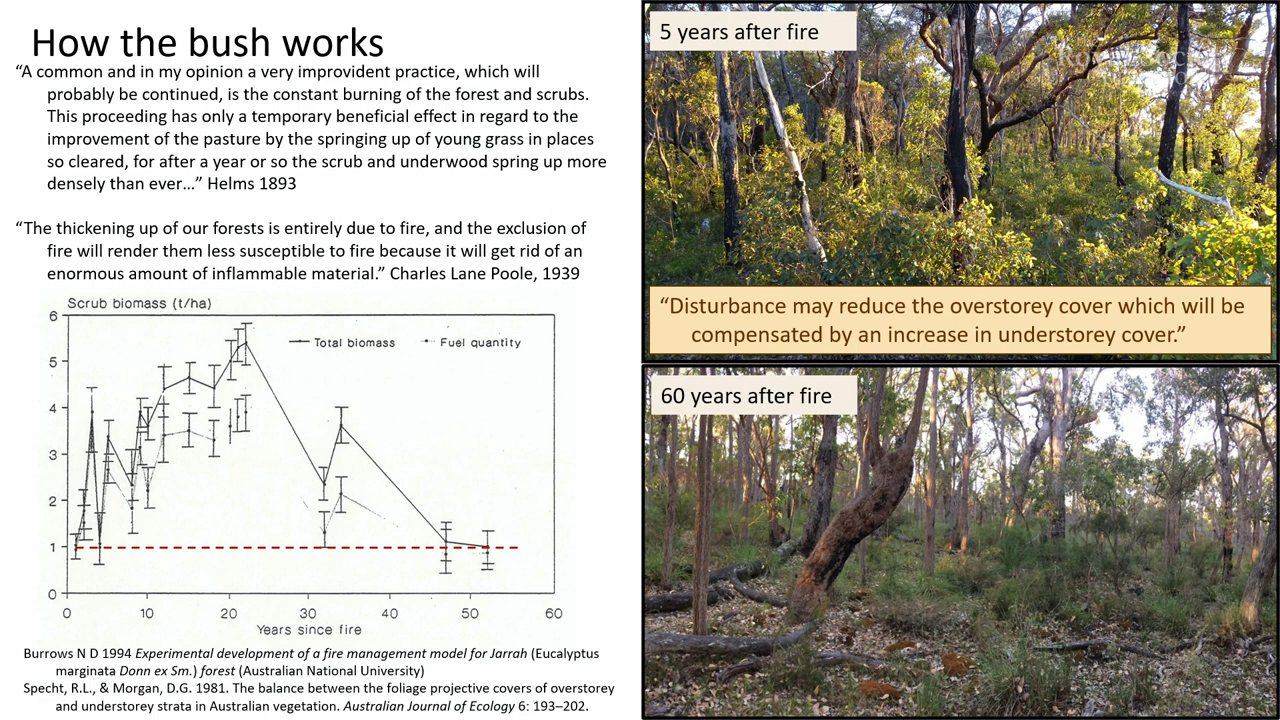 How the bush works
“A common and in my opinion a very improvident practice, which will
probably be continued, is the constant burning of the forest and scrubs.
This proceeding has only a temporary beneficial effect in regard to the
improvement of the pasture by the springing up of young grass in places
so cleared, for after a year or so the scrub and underwood spring up more
densely than ever…” Helms 1893
“The thickening up of our forests is entirely due to fire, and the exclusion of
fire will render them less susceptible to fire because it will get rid of an
enormous amount of inflammable material.” Charles Lane Poole, 1939
Scrub biomass (t/ha)
6
5
4
3
2
1
0
Total biomass
Fuel quantity
0 10 20 30 40 50 60
Years since fire
Burrows N D 1994 Experimental development of a fire management model for Jarrah (Eucalyptus
marginata Donn ex Sm.) forest (Australian National University)
Specht, R.L., & Morgan, D.G. 1981. The balance between the foliage projective covers of overstorey
and understorey strata in Australian vegetation. Australian Journal of Ecology 6: 193–202.
5 years after fire
“Disturbance may reduce the overstorey cover which will be
compensated by an increase in understorey cover.”
60 years after fire